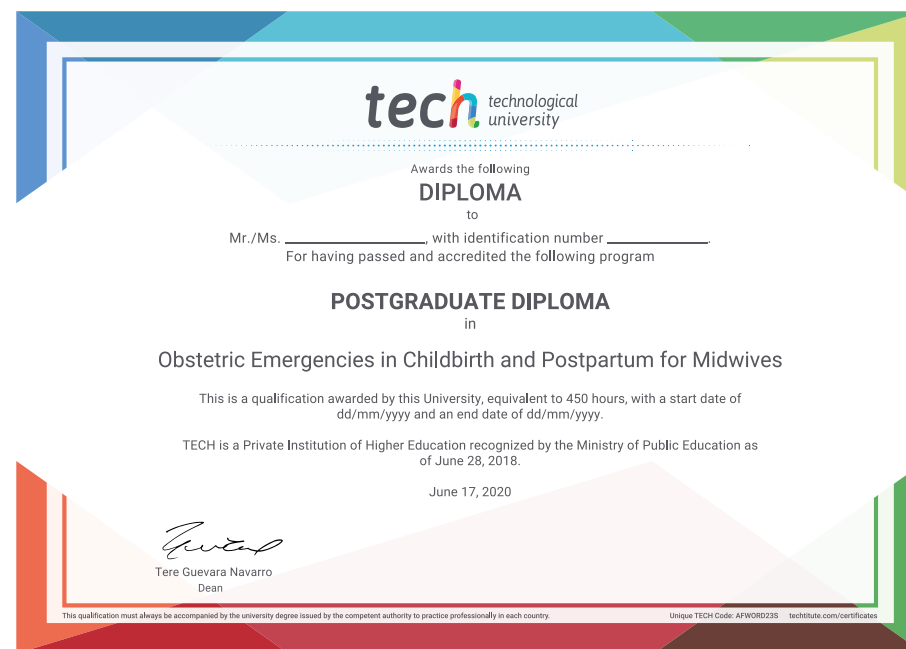 tech technological
university
Awards the following
DIPLOMA
to
Mr./Ms. ____________________, with identification number ______________.
For having passed and accredited the following program
POSTGRADUATE DIPLOMA
in
Obstetric Emergencies in Childbirth and Postpartum for Midwives
This is a qualification awarded by this University, equivalent to 450 hours, with a start date of
dd/mm/yyyy and an end date of dd/mm/yyyy.
TECH is a Private Institution of Higher Education recognized by the Ministry of Public Education as
of June 28, 2018.
June 17, 2020
Tere Guevara Navarro
Dean
This qualification must always be accompanied by the university degree issued by the competent authority to practice professionally in each country. Unique TECH Code: AFWORD23S techtitute.com/certificates